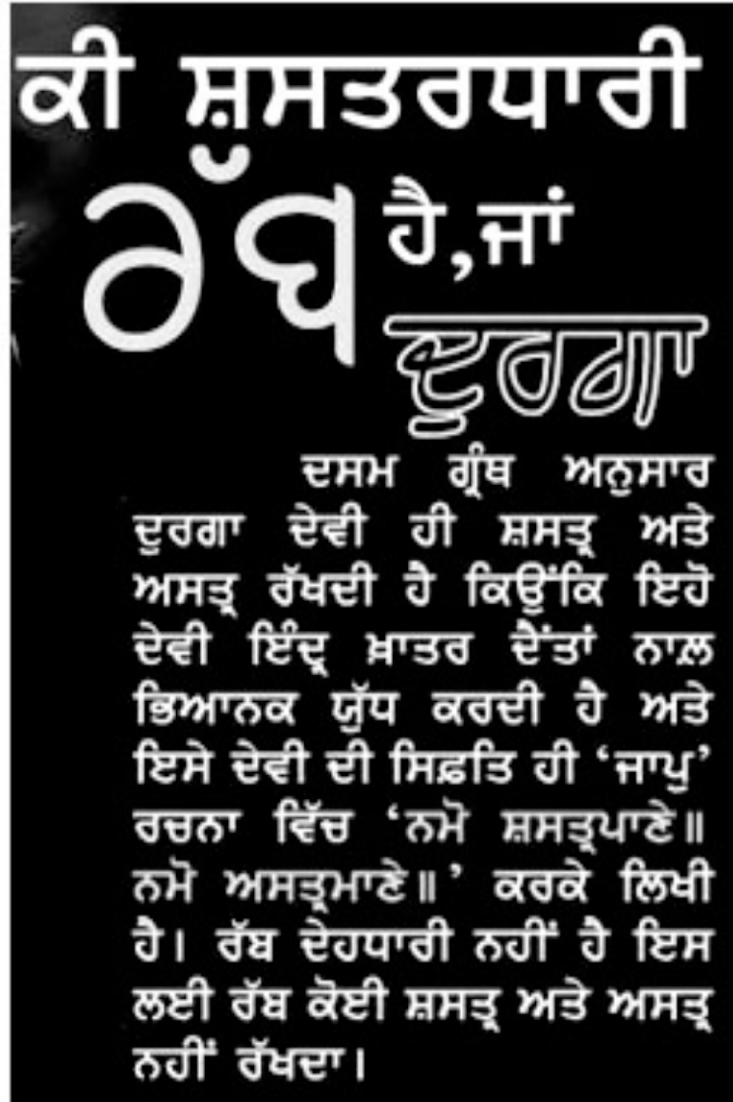 ਕੀ ਸ਼ਸਤਰਧਾਰੀ
ਰੱਬ ਹੈ,ਜਾਂ
ਦੁਰਗਾ
ਦਸਮ ਗ੍ਰੰਥ ਅਨੁਸਾਰ
ਦੁਰਗਾ ਦੇਵੀ ਹੀ ਸ਼ਸਤ੍ਰ ਅਤੇ
ਅਸਤ੍ਰ ਰੱਖਦੀ ਹੈ ਕਿਉਂਕਿ ਇਹੋ
ਦੇਵੀ ਇੰਦ੍ਰ ਖ਼ਾਤਰ ਦੈਂਤਾਂ ਨਾਲ਼
ਭਿਆਨਕ ਯੁੱਧ ਕਰਦੀ ਹੈ ਅਤੇ
ਇਸੇ ਦੇਵੀ ਦੀ ਸਿਫ਼ਤਿ ਹੀ ‘ਜਾਪੁ’
ਰਚਨਾ ਵਿੱਚ ‘ਨਮੋ ਸ਼ਸਤ੍ਰਪਾਣੇ॥
ਨਮੋ ਅਸਤ੍ਰਮਾਣੇ॥’ ਕਰਕੇ ਲਿਖੀ
ਹੈ। ਰੱਬ ਦੇਹਧਾਰੀ ਨਹੀਂ ਹੈ ਇਸ
ਲਈ ਰੱਬ ਕੋਈ ਸ਼ਸਤ੍ਰ ਅਤੇ ਅਸਤ੍ਰ
ਨਹੀਂ ਰੱਖਦਾ।